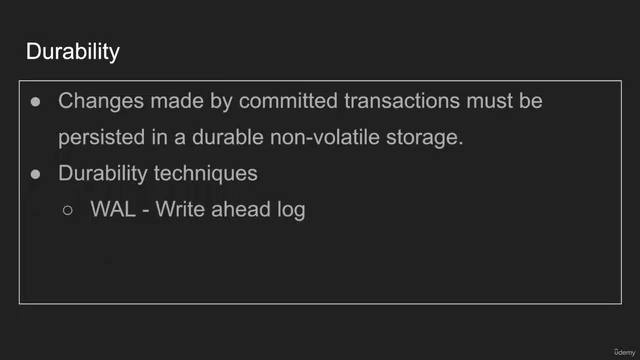 Durability
● Changes made by committed transactions must be
persisted in a durable non-volatile storage.
● Durability techniques
○ WAL - Write ahead log
ûdemy